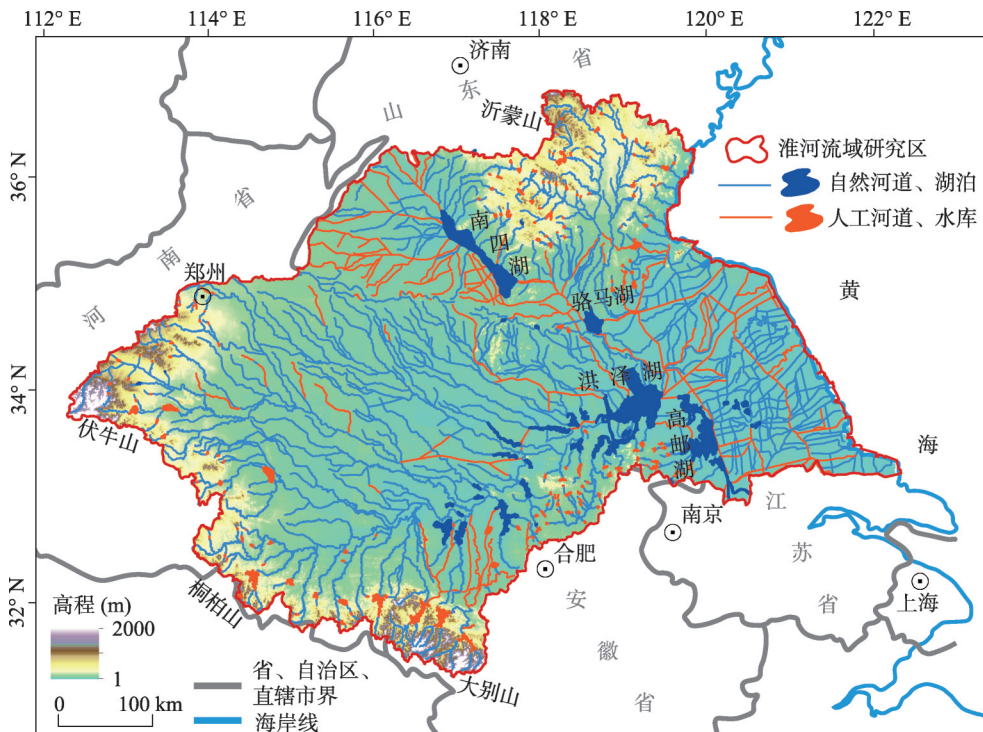 112° E
114°
116°
118°
120°
122°
36° N
34° N
32° N
济南
山东省
沂蒙山
淮河流域研究区
自然河道、湖泊
人工河道、水库
南四湖
河南省
郑州
骆马湖
黄海
洪泽湖
高邮湖
伏牛山
南京
江苏省
合肥
上海
桐柏山
安徽省
大别山
高程 (m)
2000
1
0 100 km
省、自治区、
直辖市界
海岸线